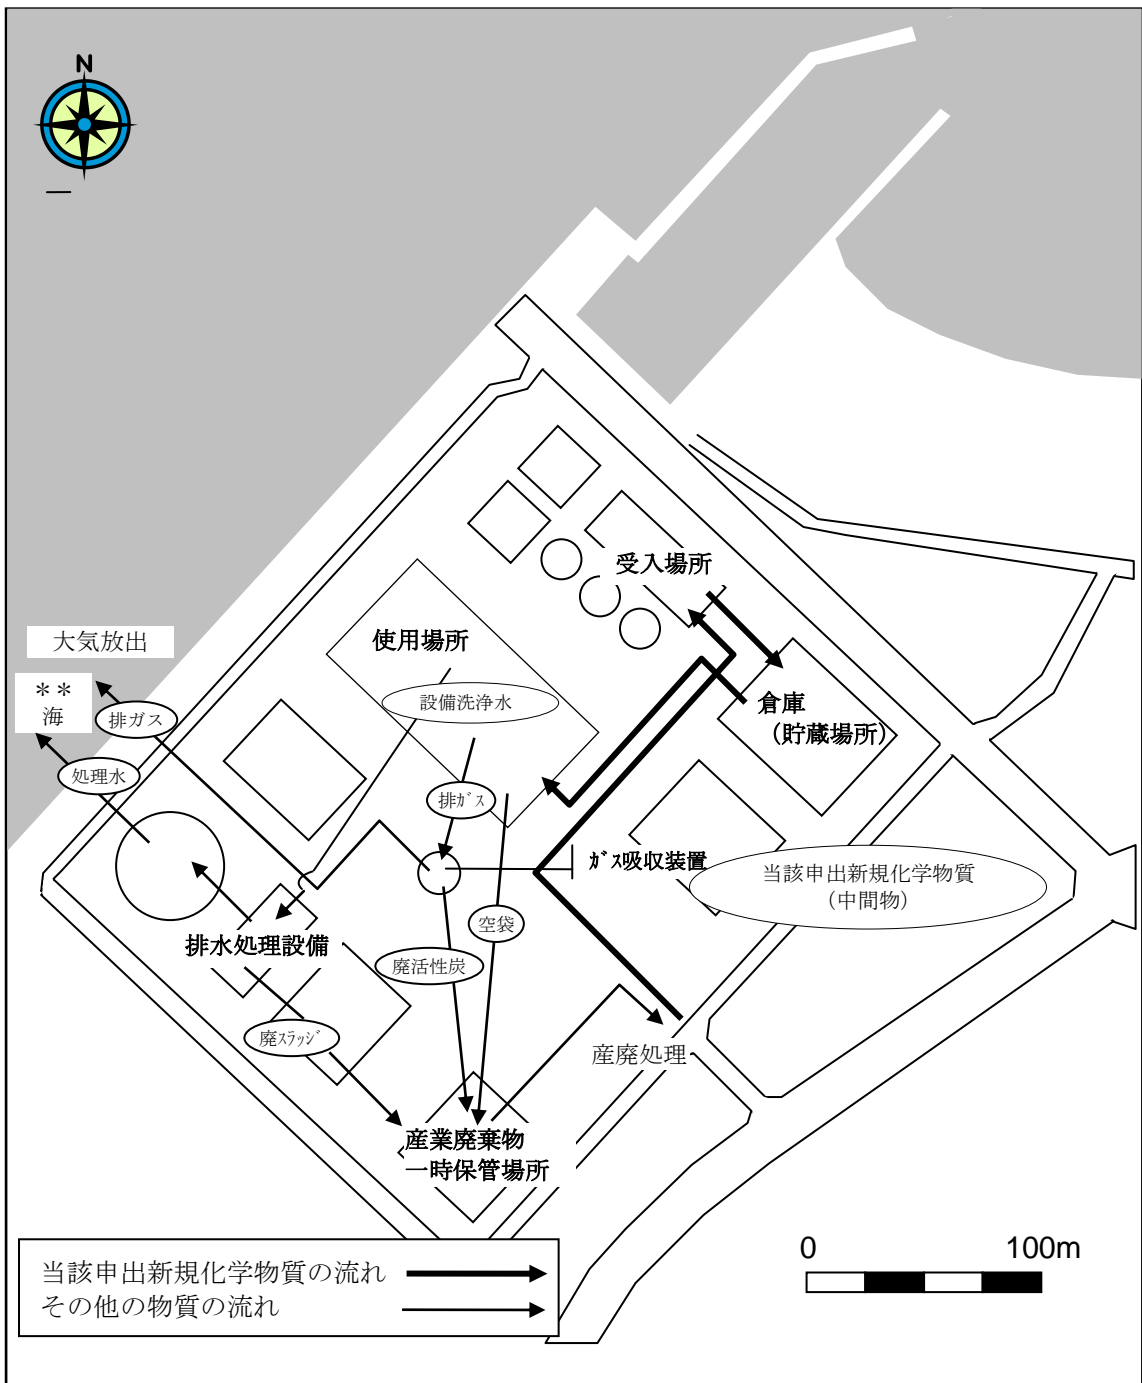 N
受入場所
使用場所
大気放出
設備洗浄水
倉庫
（貯蔵場所）
＊＊
海
排ガス
処理水
排ｶﾞｽ
ｶﾞｽ吸収装置
当該申出新規化学物質
（中間物）
空袋
排水処理設備
廃活性炭
廃ｽﾗｯｼﾞ
産廃処理
産業廃棄物
一時保管場所
0 100m
当該申出新規化学物質の流れ
その他の物質の流れ